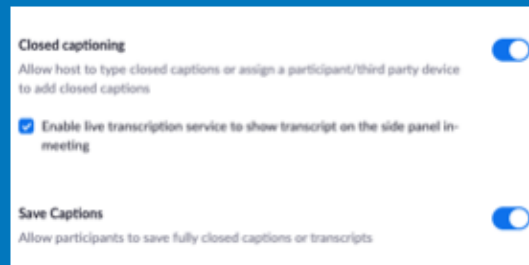 Closed captioning
Allow host to type closed captions or assign a participant/third party device
to add closed captions
Enable live transcription service to show transcript on the side panel in-
meeting
Save Captions
Allow participants to save fully closed captions or transcripts